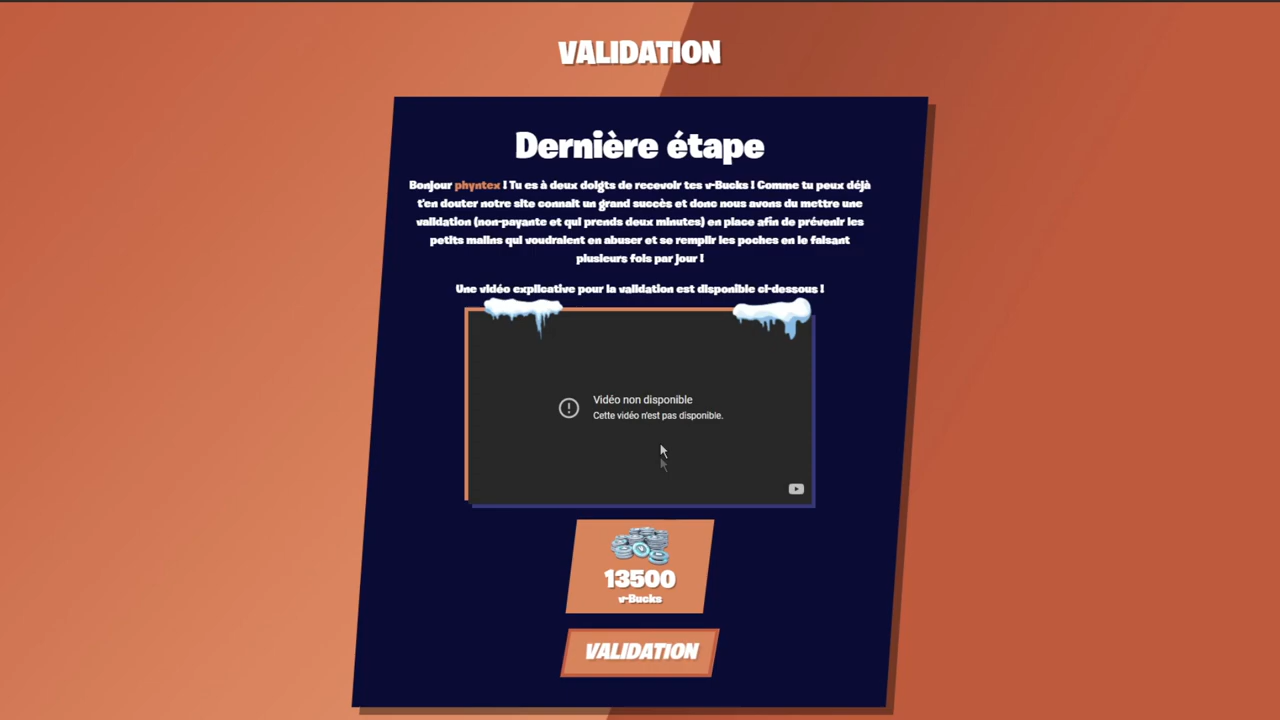 VALIDATION
Dernière étape
Bonjour phyntex ! Tu es à deux doigts de recevoir tes v-Bucks ! Comme tu peux déjà
t'en douter notre site connait un grand succès et donc nous avons du mettre une
validation (non-payante et qui prends deux minutes) en place afin de prévenir les
petits malins qui voudraient en abuser et se remplir les poches en le faisant
plusieurs fois par jour !
Une vidéo explicative pour la validation est disponible ci-dessous !
Vidéo non disponible
Cette vidéo n'est pas disponible.
13500
v-Bucks
VALIDATION